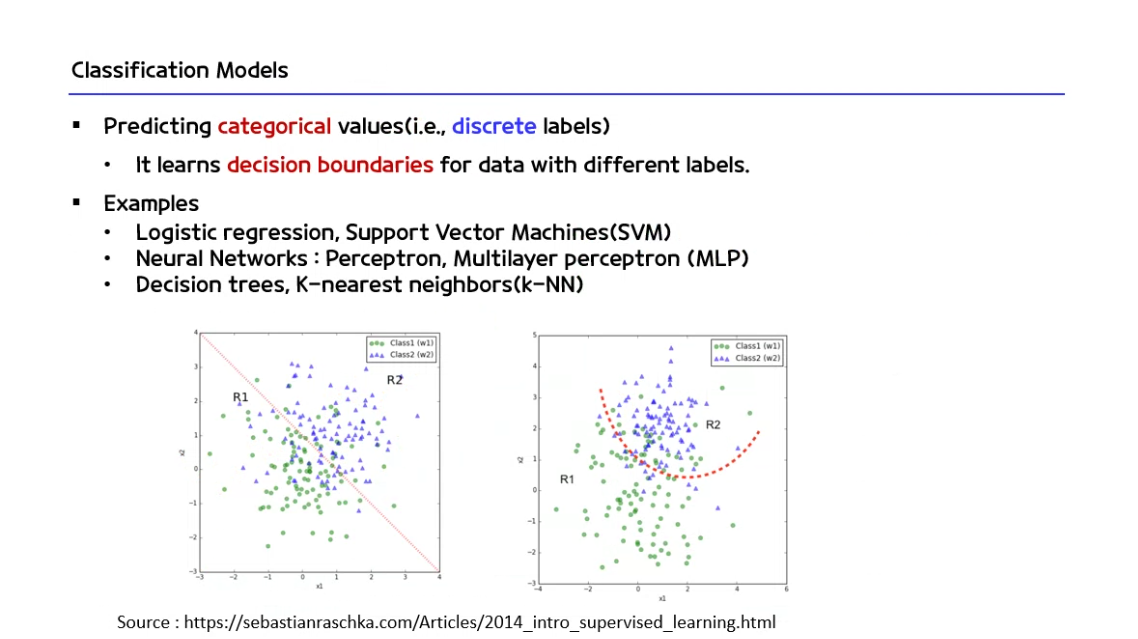 Classification Models
▪ Predicting categorical values(i.e., discrete labels)
• It learns decision boundaries for data with different labels.
▪ Examples
• Logistic regression, Support Vector Machines(SVM)
• Neural Networks : Perceptron, Multilayer perceptron (MLP)
• Decision trees, K-nearest neighbors(k-NN)
Class1 (w1)
Class2 (w2)
R1
R2
4
3
2
1
0
−1
−2
−3
x2
−3 −2 −1 0 1 2 3 4
x1
Class1 (w1)
Class2 (w2)
R1
R2
5
4
3
2
1
0
−1
−2
−3
x2
−4 −2 0 2 4 6
x1
Source : https://sebastianraschka.com/Articles/2014_intro_supervised_learning.html